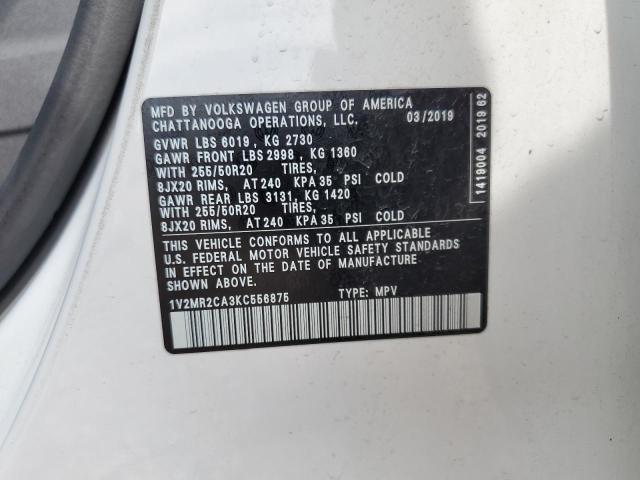 MFD BY VOLKSWAGEN GROUP OF AMERICA
CHATTANOOGA OPERATIONS, LLC. 03/2019
GVWR LBS 6019, KG 2730
GAWR FRONT LBS 2998, KG 1360
WITH 255/50R20 TIRES,
8JX20 RIMS, AT 240 KPA 35 PSI COLD
GAWR REAR LBS 3131, KG 1420
WITH 255/50R20 TIRES,
8JX20 RIMS, AT 240 KPA 35 PSI COLD
THIS VEHICLE CONFORMS TO ALL APPLICABLE
U.S. FEDERAL MOTOR VEHICLE SAFETY STANDARDS
IN EFFECT ON THE DATE OF MANUFACTURE
SHOWN ABOVE.
1V2MR2CA3KC556875 TYPE: MPV
1419004 2019 62